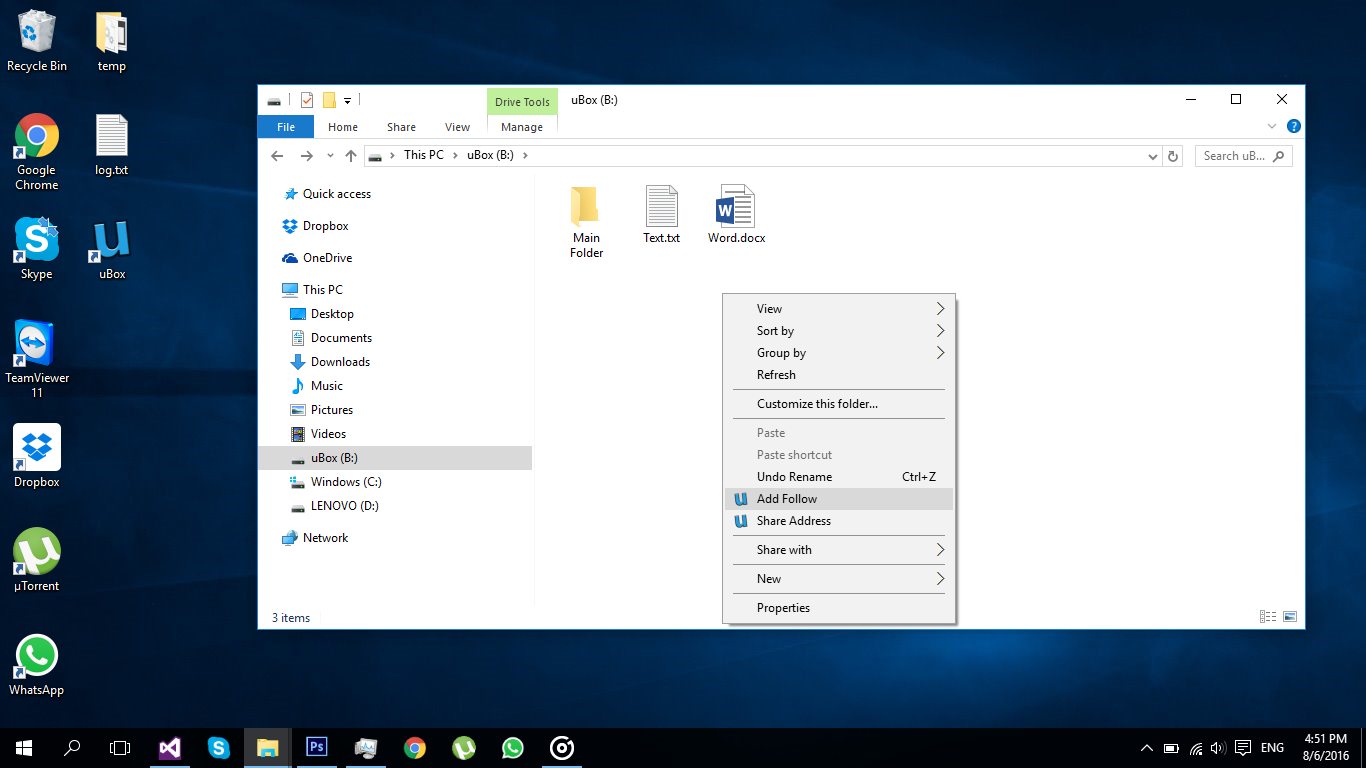 Recycle Bin
temp
Google
Chrome
log.txt
Skype
uBox
TeamViewer
11
Dropbox
µTorrent
WhatsApp
Drive Tools
uBox (B:)
File
Home
Share
View
Manage
This PC
uBox (B:)
Search uB...
Quick access
Dropbox
OneDrive
This PC
Desktop
Documents
Downloads
Music
Pictures
Videos
uBox (B:)
Windows (C:)
LENOVO (D:)
Network
Main
Folder
Text.txt
Word.docx
View
Sort by
Group by
Refresh
Customize this folder...
Paste
Paste shortcut
Undo Rename Ctrl+Z
Add Follow
Share Address
Share with
New
Properties
3 items
Ps
ENG
4:51 PM
8/6/2016